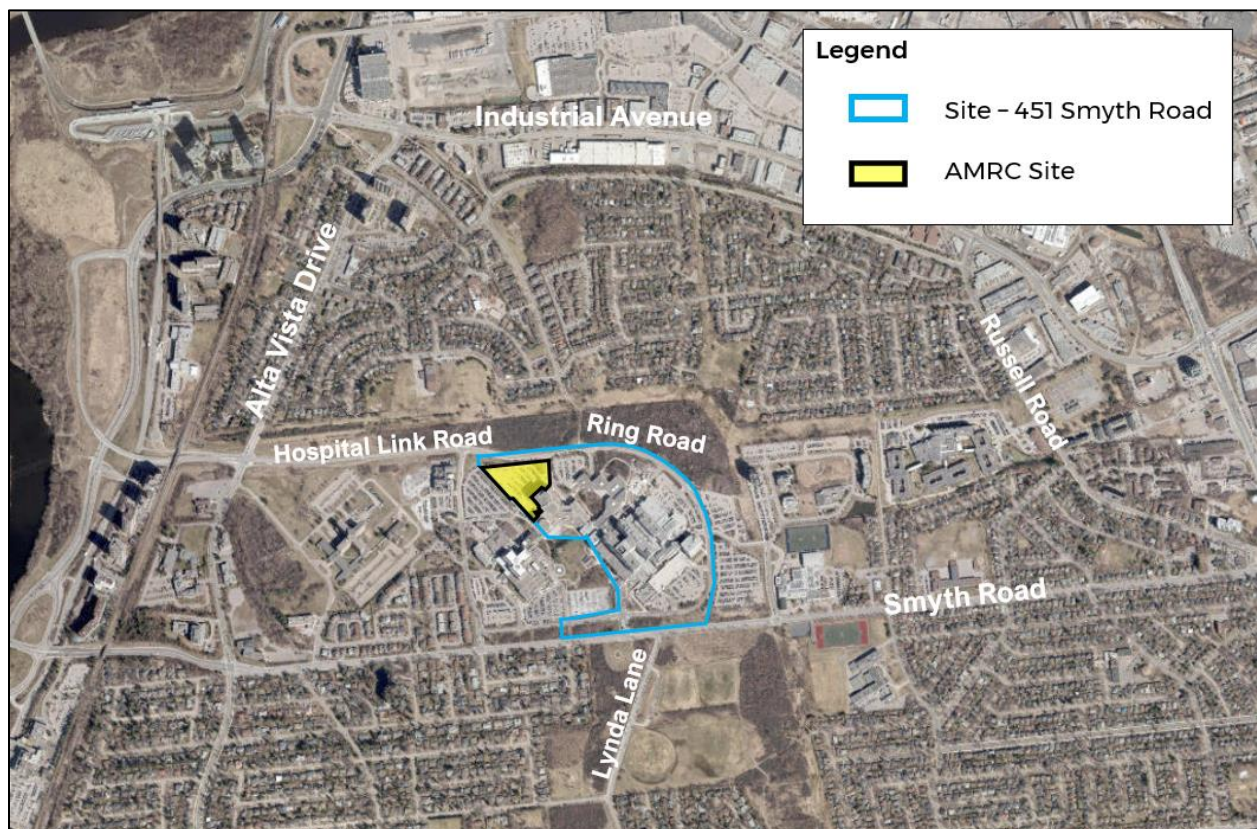 Legend
Site – 451 Smyth Road
AMRC Site
Industrial Avenue
Alta Vista Drive
Russell Road
Hospital Link Road
Ring Road
Smyth Road
Lynda Lane